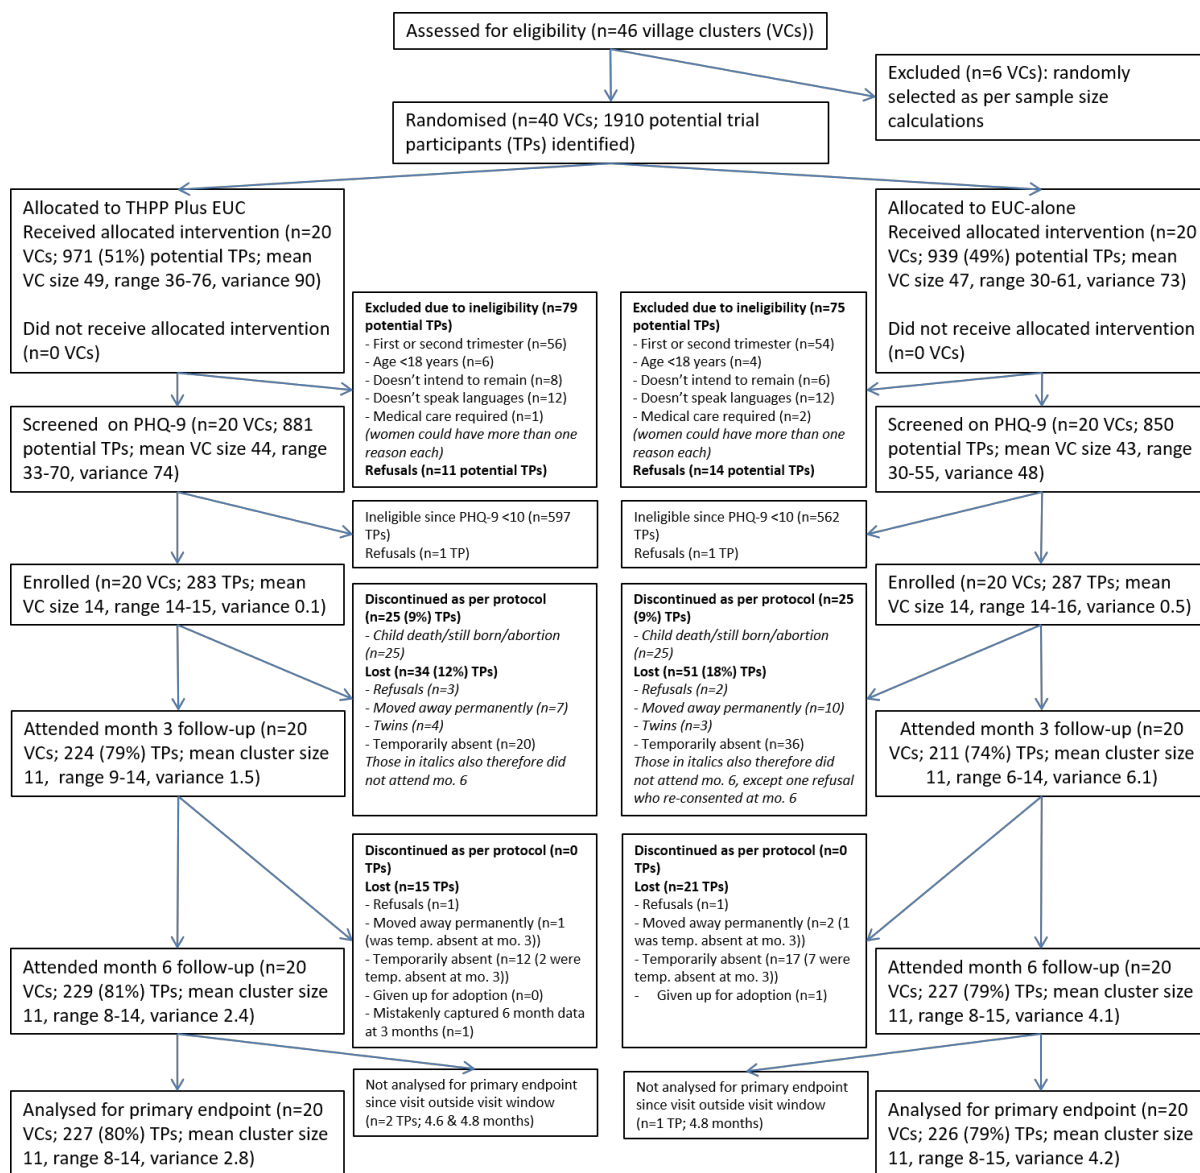 Assessed for eligibility (n=46 village clusters (VCs))
Excluded (n=6 VCs): randomly
selected as per sample size
calculations
Randomised (n=40 VCs; 1910 potential trial
participants (TPs) identified)
Allocated to THPP Plus EUC
Received allocated intervention (n=20
VCs; 971 (51%) potential TPs; mean
VC size 49, range 36-76, variance 90)
Did not receive allocated intervention
(n=0 VCs)
Allocated to EUC-alone
Received allocated intervention (n=20
VCs; 939 (49%) potential TPs; mean
VC size 47, range 30-61, variance 73)
Did not receive allocated intervention
(n=0 VCs)
Excluded due to ineligibility (n=79
potential TPs)
- First or second trimester (n=56)
- Age <18 years (n=6)
- Doesn't intend to remain (n=8)
- Doesn't speak languages (n=12)
- Medical care required (n=1)
(women could have more than one
reason each)
Refusals (n=11 potential TPs)
Excluded due to ineligibility (n=75
potential TPs)
- First or second trimester (n=54)
- Age <18 years (n=4)
- Doesn't intend to remain (n=6)
- Doesn't speak languages (n=12)
- Medical care required (n=2)
(women could have more than one
reason each)
Refusals (n=14 potential TPs)
Screened on PHQ-9 (n=20 VCs; 881
potential TPs; mean VC size 44, range
33-70, variance 74)
Screened on PHQ-9 (n=20 VCs; 850
potential TPs; mean VC size 43, range
30-55, variance 48)
Ineligible since PHQ-9 <10 (n=597
TPs)
Refusals (n=1 TP)
Ineligible since PHQ-9 <10 (n=562
TPs)
Refusals (n=1 TP)
Enrolled (n=20 VCs; 283 TPs; mean
VC size 14, range 14-15, variance 0.1)
Enrolled (n=20 VCs; 287 TPs; mean
VC size 14, range 14-16, variance 0.5)
Discontinued as per protocol
(n=25 (9%) TPs)
- Child death/still born/abortion
(n=25)
Lost (n=34 (12%) TPs)
- Refusals (n=3)
- Moved away permanently (n=7)
- Twins (n=4)
- Temporarily absent (n=20)
Those in italics also therefore did
not attend mo. 6
Discontinued as per protocol (n=25
(9%) TPs)
- Child death/still born/abortion
(n=25)
Lost (n=51 (18%) TPs)
- Refusals (n=2)
- Moved away permanently (n=10)
- Twins (n=3)
- Temporarily absent (n=36)
Those in italics also therefore did
not attend mo. 6, except one refusal
who re-consented at mo. 6
Attended month 3 follow-up (n=20
VCs; 224 (79%) TPs; mean cluster size
11, range 9-14, variance 1.5)
Attended month 3 follow-up (n=20
VCs; 211 (74%) TPs; mean cluster size
11, range 6-14, variance 6.1)
Discontinued as per protocol (n=0
TPs)
Lost (n=15 TPs)
- Refusals (n=1)
- Moved away permanently (n=1
(was temp. absent at mo. 3))
- Temporarily absent (n=12 (2 were
temp. absent at mo. 3))
- Given up for adoption (n=0)
- Mistakenly captured 6 month data
at 3 months (n=1)
Discontinued as per protocol (n=0
TPs)
Lost (n=21 TPs)
- Refusals (n=1)
- Moved away permanently (n=2 (1
was temp. absent at mo. 3))
- Temporarily absent (n=17 (7 were
temp. absent at mo. 3))
- Given up for adoption (n=1)
Attended month 6 follow-up (n=20
VCs; 229 (81%) TPs; mean cluster size
11, range 8-14, variance 2.4)
Attended month 6 follow-up (n=20
VCs; 227 (79%) TPs; mean cluster size
11, range 8-15, variance 4.1)
Not analysed for primary endpoint
since visit outside visit window
(n=2 TPs; 4.6 & 4.8 months)
Not analysed for primary endpoint
since visit outside visit window
(n=1 TP; 4.8 months)
Analysed for primary endpoint (n=20
VCs; 227 (80%) TPs; mean cluster size
11, range 8-14, variance 2.8)
Analysed for primary endpoint (n=20
VCs; 226 (79%) TPs; mean cluster size
11, range 8-15, variance 4.2)